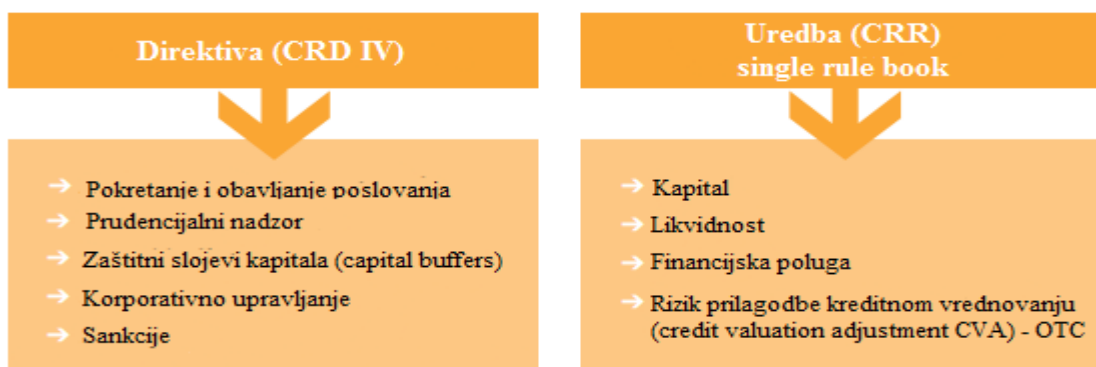 Direktiva (CRD IV)
Pokretanje i obavljanje poslovanja
Prudencijalni nadzor
Zaštitni slojevi kapitala (capital buffers)
Korporativno upravljanje
Sankcije
Uredba (CRR)
single rule book
Kapital
Likvidnost
Financijska poluga
Rizik prilagodbe kreditnom vrednovanju
(credit valuation adjustment CVA) - OTC